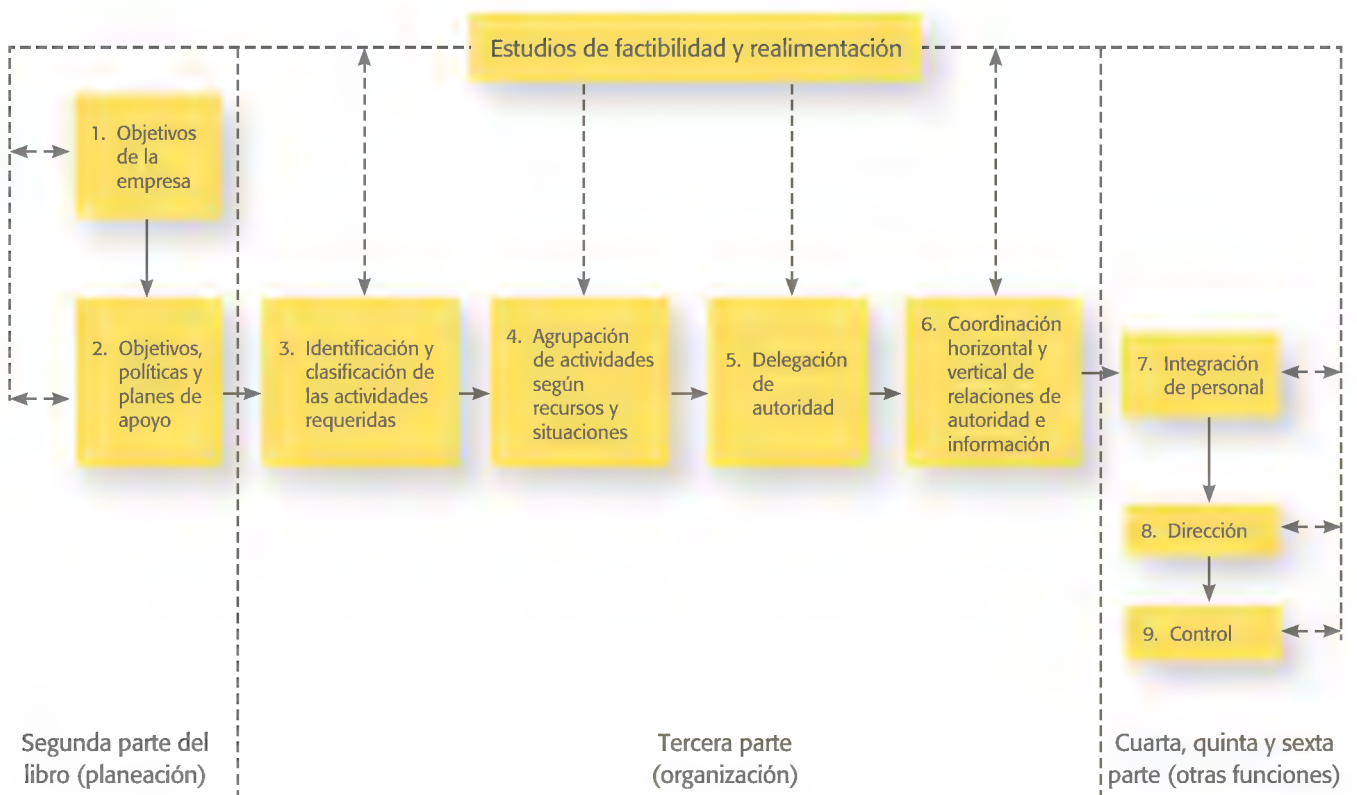 Estudios de factibilidad y realimentación
1. Objetivos
de la
empresa
2. Objetivos,
políticas y
planes de
apoyo
3. Identificación y
clasificación de
las actividades
requeridas
4. Agrupación
de actividades
según
recursos y
situaciones
5. Delegación
de
autoridad
6. Coordinación
horizontal y
vertical de
relaciones de
autoridad e
información
7. Integración
de personal
8. Dirección
9. Control
Segunda parte del
libro (planeación)
Tercera parte
(organización)
Cuarta, quinta y sexta
parte (otras funciones)